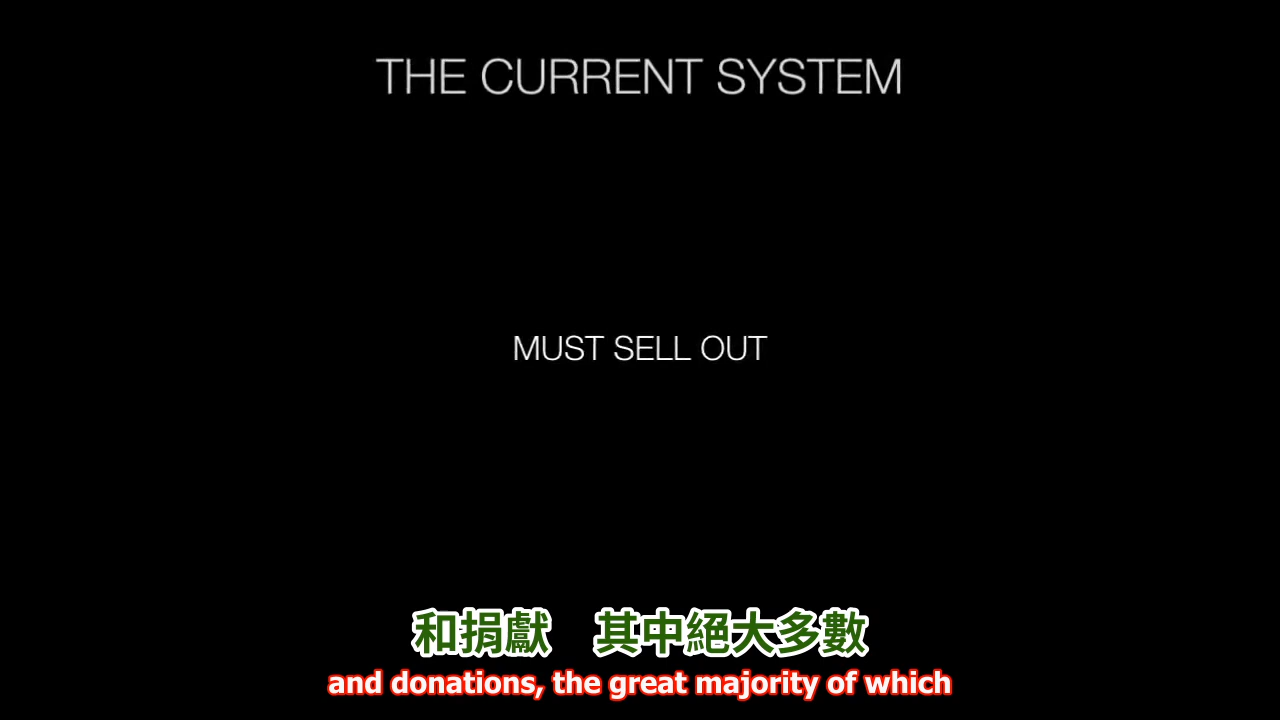 THE CURRENT SYSTEM
MUST SELL OUT
和捐獻　其中絕大多數
and donations, the great majority of which